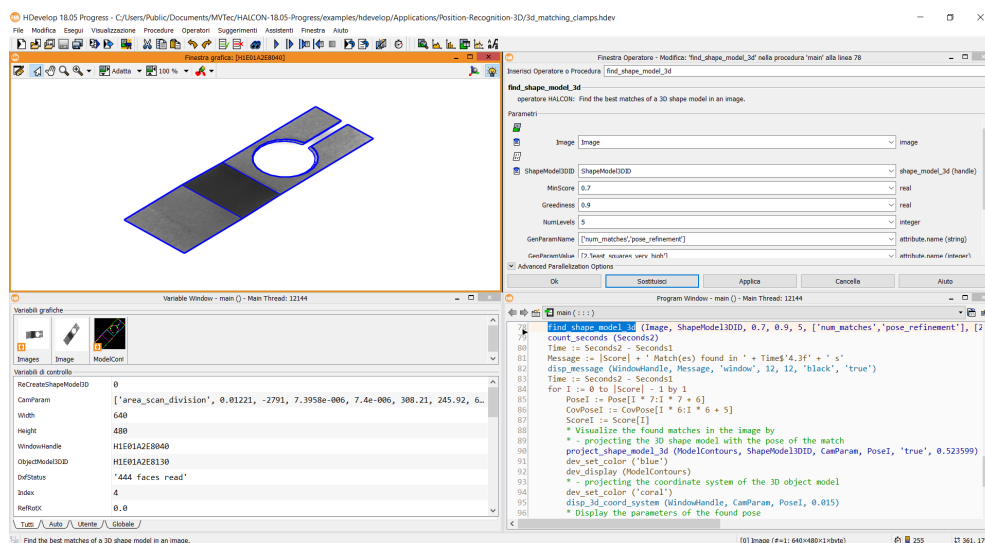 HDevelop 18.05 Progress - C:/Users/Public/Documents/MVTec/HALCON-18.05-Progress/examples/hdevelop/Applications/Position-Recognition-3D/3d_matching_clamps.hdev
File Modifica Esegui Visualizzazione Procedure Operatori Suggerimenti Assistenti Finestra Aiuto
Finestra grafica: [H1E01A2E8040]
Adatta
100 %
Finestra Operatore - Modifica: 'find_shape_model_3d' nella procedura 'main' alla linea 78
Inserisci Operatore o Procedura find_shape_model_3d
find_shape_model_3d
operatore HALCON: Find the best matches of a 3D shape model in an image.
Parametri
Image Image image
ShapeModel3DID ShapeModel3DID shape_model_3d (handle)
MinScore 0.7 real
Greediness 0.9 real
NumLevels 5 integer
GenParamName ['num_matches','pose_refinement'] attribute.name (string)
GenParamValue [2,'least_squares_very_high'] attribute.name (integer)
Advanced Parallelization Options
Ok Sostituisci Applica Cancella Aiuto
Variable Window - main () - Main Thread: 12144
Variabili grafiche
Images Image ModelCont
Variabili di controllo
ReCreateShapeModel3D 0
CamParam ['area_scan_division', 0.01221, -2791, 7.3958e-006, 7.4e-006, 308.21, 245.92, 6…
Width 640
Height 480
WindowHandle H1E01A2E8040
ObjectModel3DID H1E01A2E8130
DxfStatus '444 faces read'
Index 4
RefRotX 0.0
Tutti Auto Utente Globale
Program Window - main () - Main Thread: 12144
main ( : : : )
78 find_shape_model_3d (Image, ShapeModel3DID, 0.7, 0.9, 5, ['num_matches','pose_refinement'], [2
79 count_seconds (Seconds2)
80 Time := Seconds2 - Seconds1
81 Message := |Score| + ' Match(es) found in ' + Time$'4.3f' + ' s'
82 disp_message (WindowHandle, Message, 'window', 12, 12, 'black', 'true')
83 Time := Seconds2 - Seconds1
84 for I := 0 to |Score| - 1 by 1
85 PoseI := Pose[I * 7:I * 7 + 6]
86 CovPoseI := CovPose[I * 6:I * 6 + 5]
87 ScoreI := Score[I]
88 * Visualize the found matches in the image by
89 * - projecting the 3D shape model with the pose of the match
90 project_shape_model_3d (ModelContours, ShapeModel3DID, CamParam, PoseI, 'true', 0.523599)
91 dev_set_color ('blue')
92 dev_display (ModelContours)
93 * - projecting the coordinate system of the 3D object model
94 dev_set_color ('coral')
95 disp_3d_coord_system (WindowHandle, CamParam, PoseI, 0.015)
96 * Display the parameters of the found pose
Find the best matches of a 3D shape model in an image.
[0] Image (#=1: 640×480×1×byte) 255 361, 17